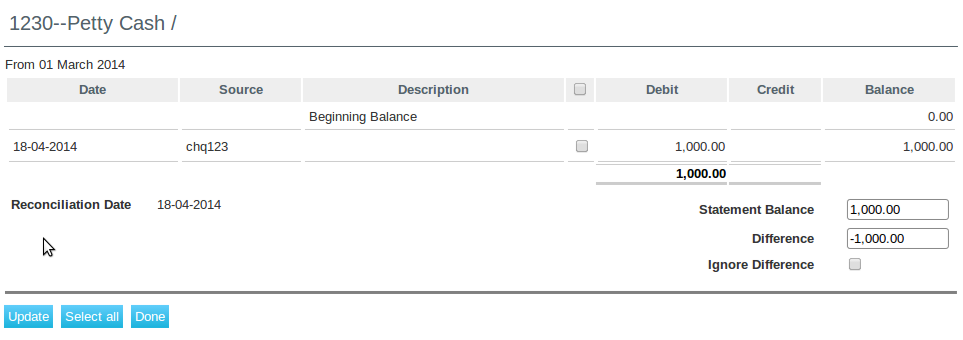 1230--Petty Cash /
From 01 March 2014
Date Source Description Debit Credit Balance
Beginning Balance 0.00
18-04-2014 chq123 1,000.00 1,000.00
1,000.00
Reconciliation Date 18-04-2014
Statement Balance 1,000.00
Difference -1,000.00
Ignore Difference
Update Select all Done